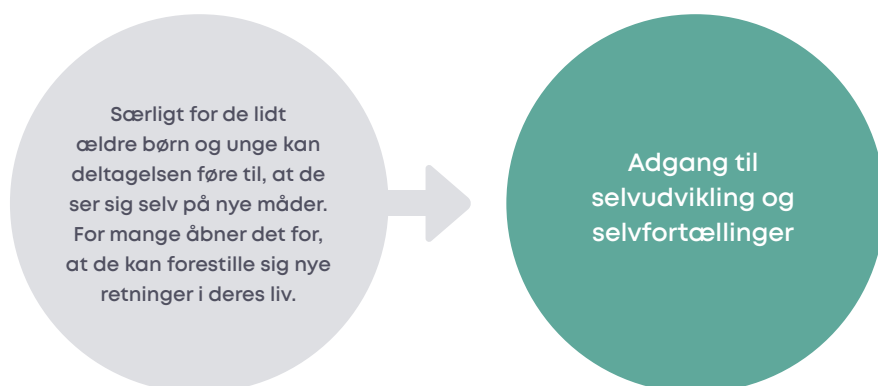 Særligt for de lidt
ældre børn og unge kan
deltagelsen føre til, at de
ser sig selv på nye måder.
For mange åbner det for,
at de kan forestille sig nye
retninger i deres liv.
Adgang til
selvudvikling og
selvfortællinger